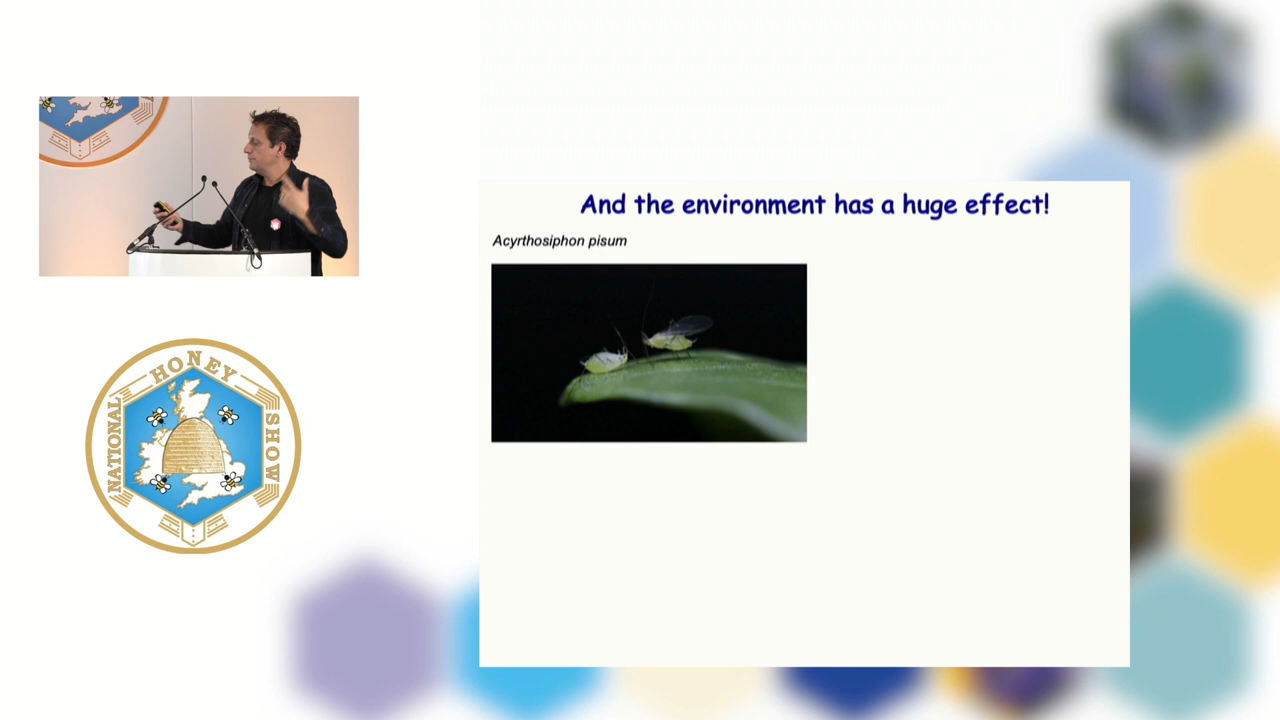 And the environment has a huge effect!
Acyrthosiphon pisum
NATIONAL HONEY SHOW